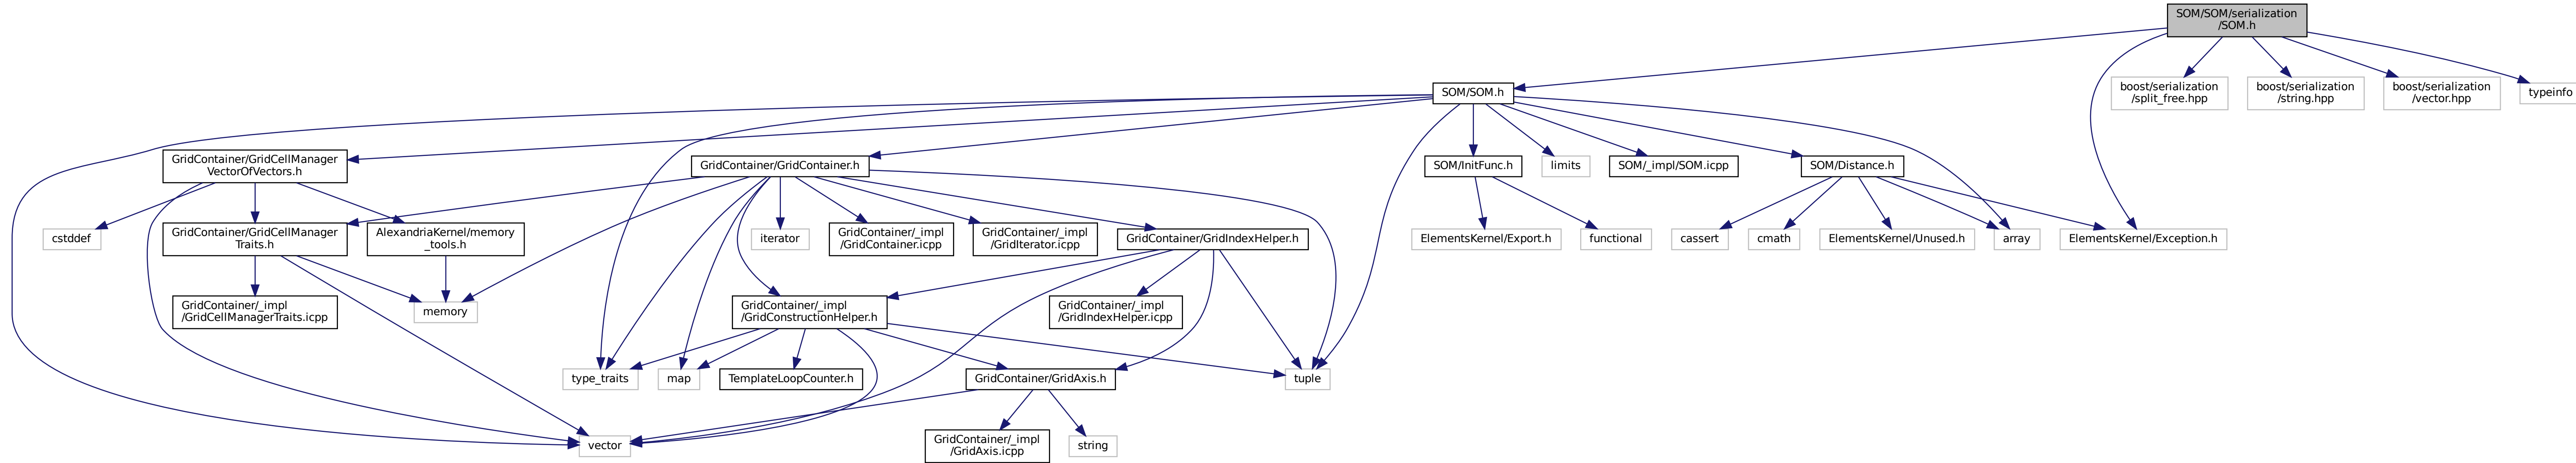 SOM/SOM/serialization
/SOM.h
SOM/SOM.h
boost/serialization
/split_free.hpp
boost/serialization
/string.hpp
boost/serialization
/vector.hpp
typeinfo
GridContainer/GridCellManager
VectorOfVectors.h
GridContainer/GridContainer.h
SOM/InitFunc.h
limits
SOM/_impl/SOM.icpp
SOM/Distance.h
cstddef
GridContainer/GridCellManager
Traits.h
AlexandriaKernel/memory
_tools.h
iterator
GridContainer/_impl
/GridContainer.icpp
GridContainer/_impl
/GridIterator.icpp
GridContainer/GridIndexHelper.h
ElementsKernel/Export.h
functional
cassert
cmath
ElementsKernel/Unused.h
array
ElementsKernel/Exception.h
GridContainer/_impl
/GridCellManagerTraits.icpp
memory
GridContainer/_impl
/GridConstructionHelper.h
GridContainer/_impl
/GridIndexHelper.icpp
type_traits
map
TemplateLoopCounter.h
GridContainer/GridAxis.h
tuple
vector
GridContainer/_impl
/GridAxis.icpp
string